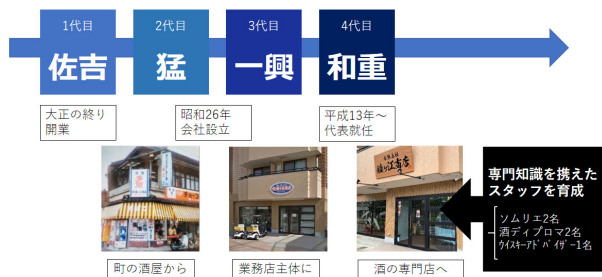 1代目
佐吉
2代目
猛
3代目
一興
4代目
和重
大正の終り
開業
昭和26年
会社設立
平成13年～
代表就任
町の酒屋から
業務店主体に
酒の専門店へ
専門知識を携えた
スタッフを育成
ソムリエ2名
酒ディプロマ2名
ウイスキーアドバイザー1名